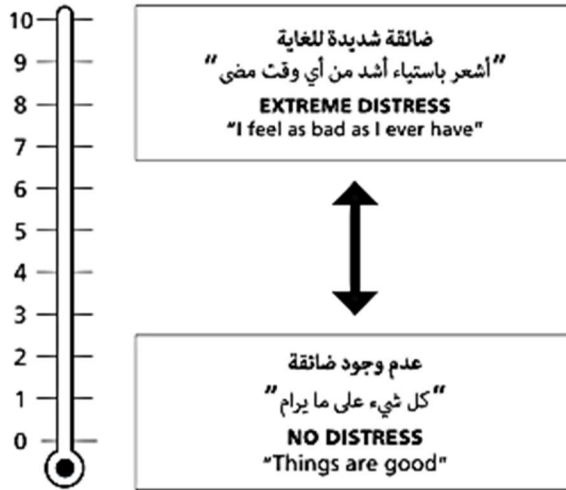 10
9
8
7
6
5
4
3
2
1
0
ضائقة شديدة للغاية
"أشعر باستياء أشد من أي وقت مضى"
EXTREME DISTRESS
"I feel as bad as I ever have"
عدم وجود ضائقة
"كل شيء على ما يرام"
NO DISTRESS
"Things are good"